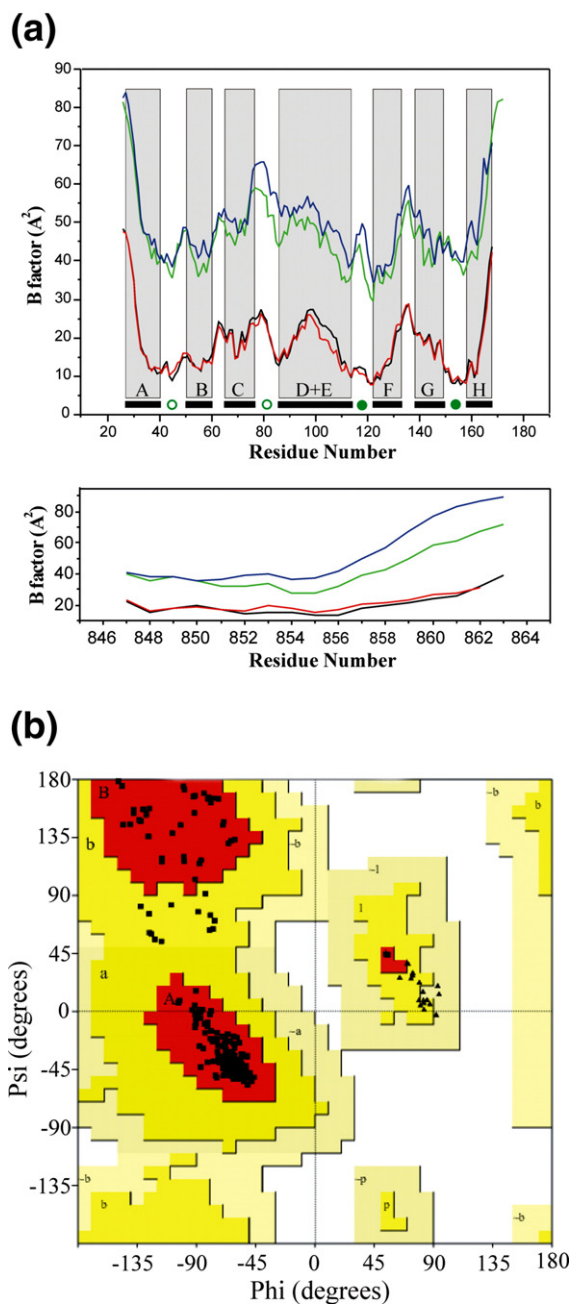 (a)
90
80
70
60
50
40
30
20
10
0
B factor (A²)
A B C D+E F G H
20 40 60 80 100 120 140 160 180
Residue Number
80
60
40
20
B factor (A²)
846 848 850 852 854 856 858 860 862 864
Residue Number
(b)
180
135
90
45
0
-45
-90
-135
Psi (degrees)
B
~b
b
b
~b
~l
l
a
A
~a
~b
~p
b
p
~b
-135 -90 -45 0 45 90 135 180
Phi (degrees)